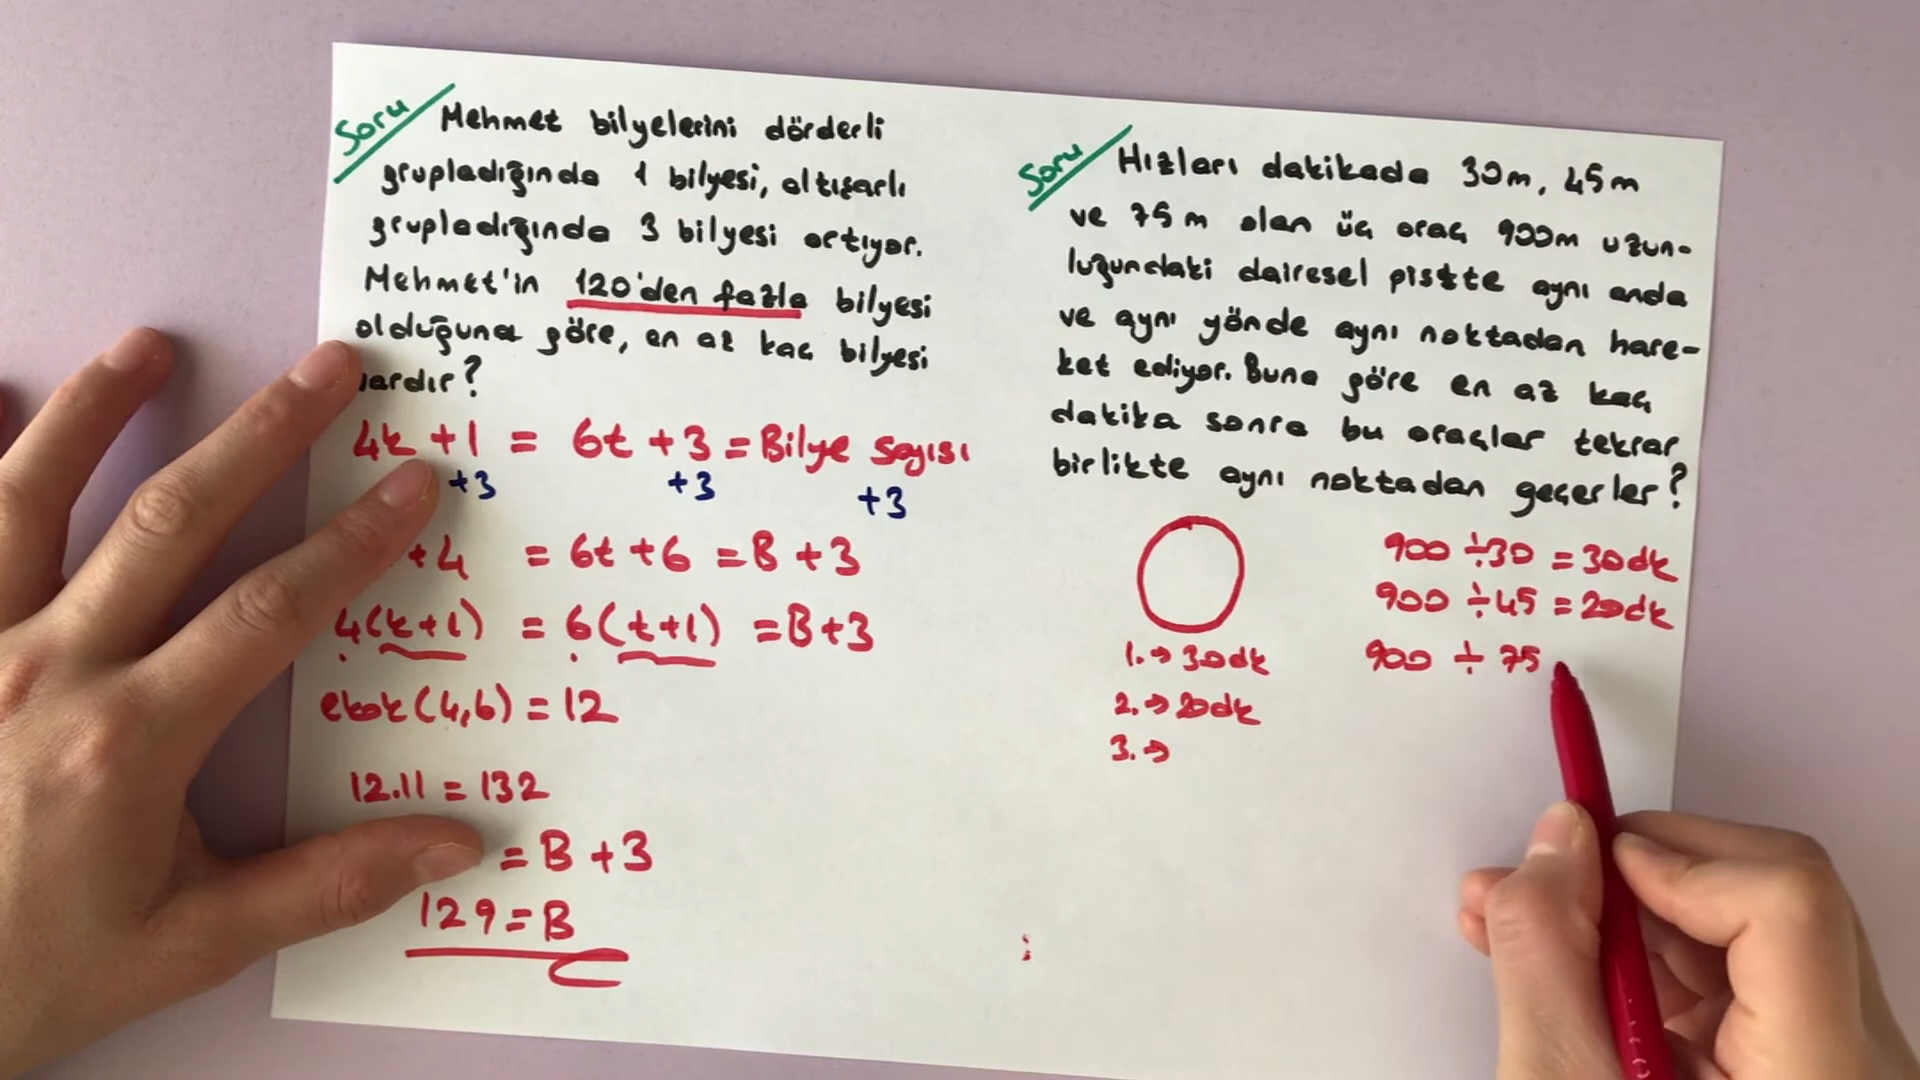 Soru Mehmet bilyelerini dörderli
grupladığında 1 bilyesi, altışarlı
grupladığında 3 bilyesi artıyor.
Mehmet'in 120'den fazla bilyesi
olduğuna göre, en az kaç bilyesi
vardır?
4k+1 = 6t+3 = Bilye sayısı
+3 +3 +3
+4 = 6t+6 = B+3
4(k+1) = 6(t+1) = B+3
ekok(4,6) = 12
12.11 = 132
= B+3
129 = B
Soru Hızları dakikada 30m, 45m
ve 75m olan üç araç 900m uzun-
luğundaki dairesel pistte aynı anda
ve aynı yönde aynı noktadan hare-
ket ediyor. Buna göre en az kaç
dakika sonra bu araçlar tekrar
birlikte aynı noktadan geçerler?
900 ÷ 30 = 30dk
900 ÷ 45 = 20dk
900 ÷ 75
1. → 30dk
2. → 20dk
3. →